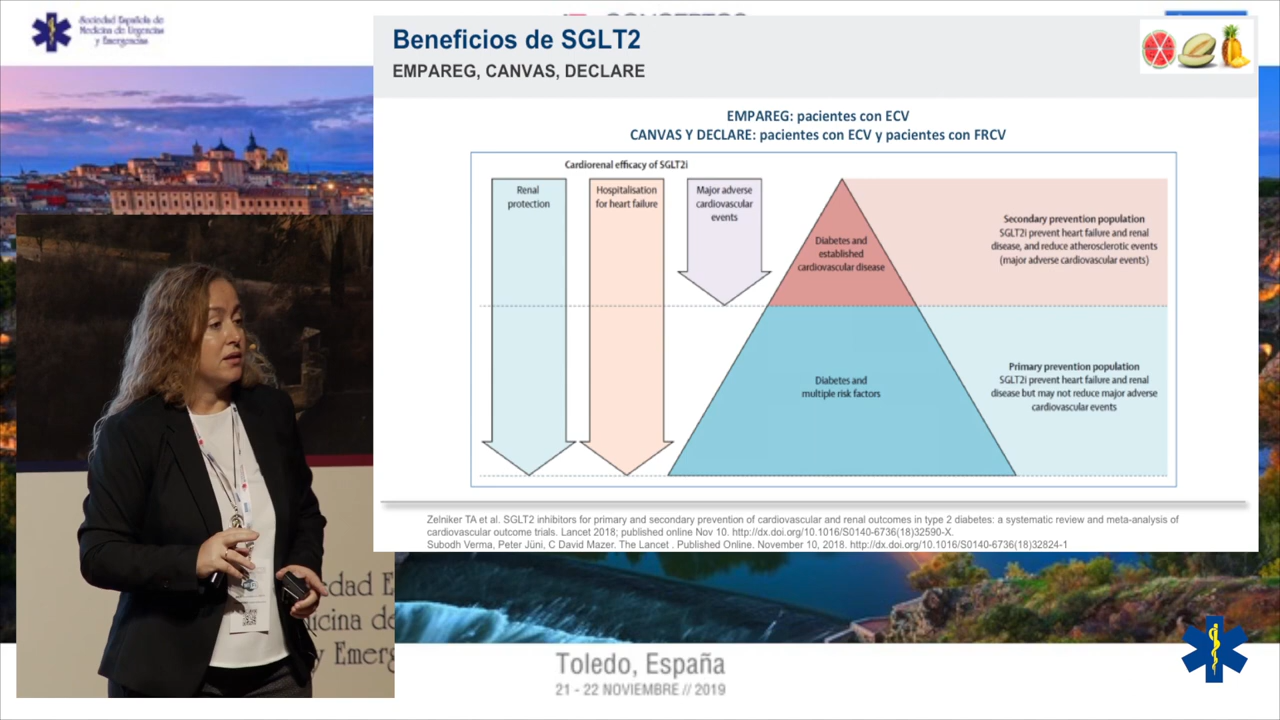 Sociedad Española de
Medicina de Urgencias
y Emergencias
CONCEPTOS
Beneficios de SGLT2
EMPAREG, CANVAS, DECLARE
EMPAREG: pacientes con ECV
CANVAS Y DECLARE: pacientes con ECV y pacientes con FRCV
Cardiorenal efficacy of SGLT2i
Renal
protection
Hospitalisation
for heart failure
Major adverse
cardiovascular
events
Diabetes and
established
cardiovascular disease
Secondary prevention population
SGLT2i prevent heart failure and renal
disease, and reduce atherosclerotic events
(major adverse cardiovascular events)
Diabetes and
multiple risk factors
Primary prevention population
SGLT2i prevent heart failure and renal
disease but may not reduce major adverse
cardiovascular events
Zelniker TA et al. SGLT2 inhibitors for primary and secondary prevention of cardiovascular and renal outcomes in type 2 diabetes: a systematic review and meta-analysis of
cardiovascular outcome trials. Lancet 2018; published online Nov 10. http://dx.doi.org/10.1016/S0140-6736(18)32590-X.
Subodh Verma, Peter Jüni, C David Mazer. The Lancet . Published Online. November 10, 2018. http://dx.doi.org/10.1016/S0140-6736(18)32824-1
edad E
icina de
y Emerg
Toledo, España
21 - 22 NOVIEMBRE // 2019